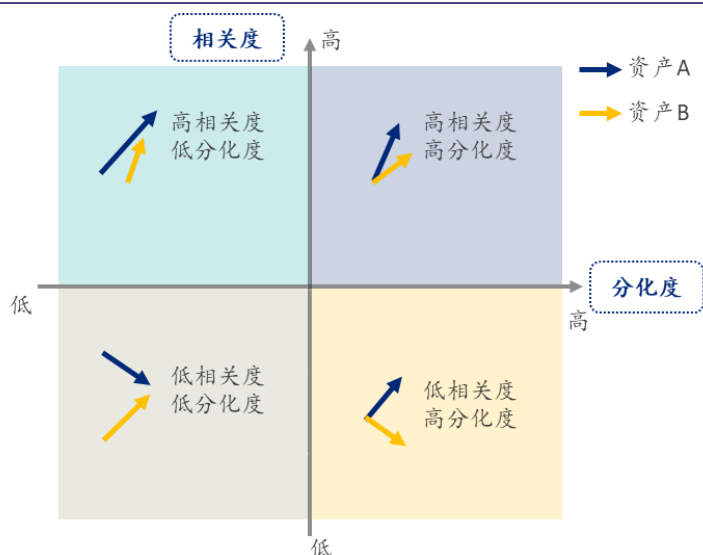 相关度
高
资产A
资产B
高相关度
低分化度
高相关度
高分化度
低
分化度
高
低相关度
低分化度
低相关度
高分化度
低